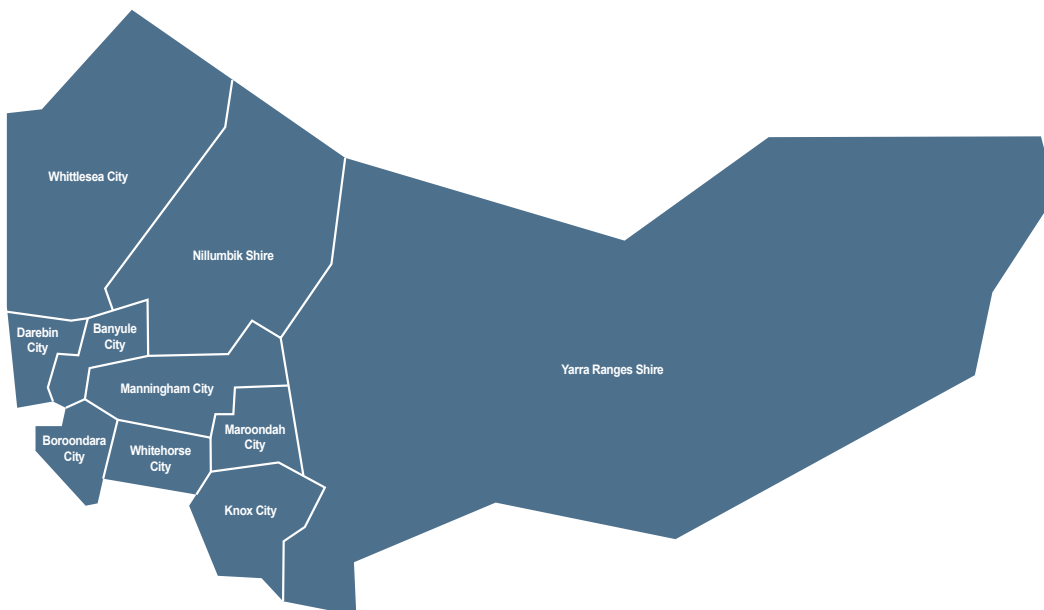 Whittlesea City
Nillumbik Shire
Darebin
City
Banyule
City
Yarra Ranges Shire
Manningham City
Maroondah
City
Boroondara
City
Whitehorse
City
Knox City